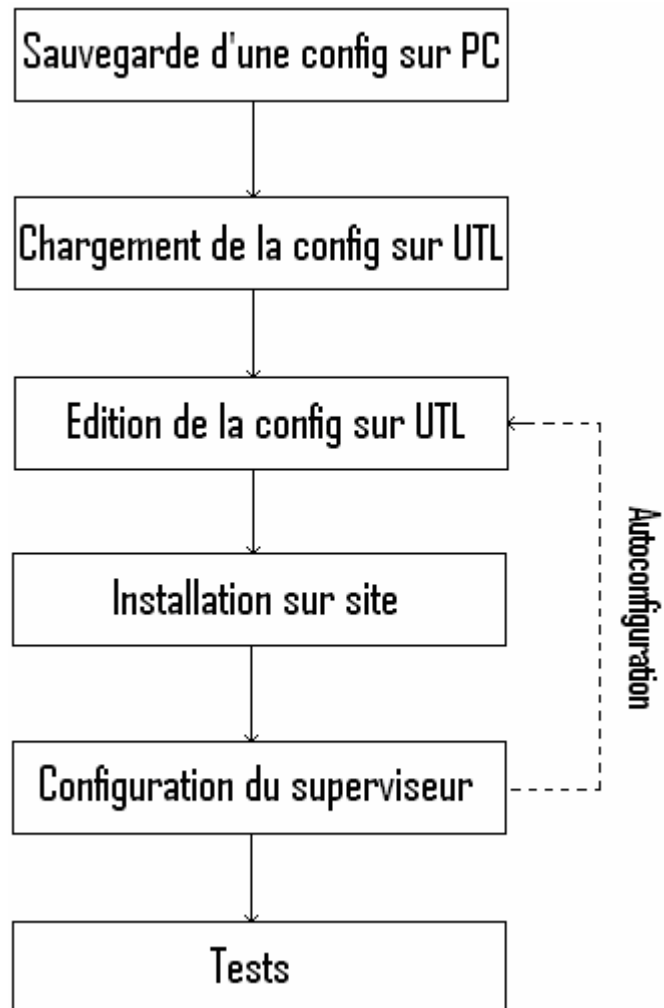 Sauvegarde d'une config sur PC
Chargement de la config sur UTL
Edition de la config sur UTL
Autoconfiguration
Installation sur site
Configuration du superviseur
Tests